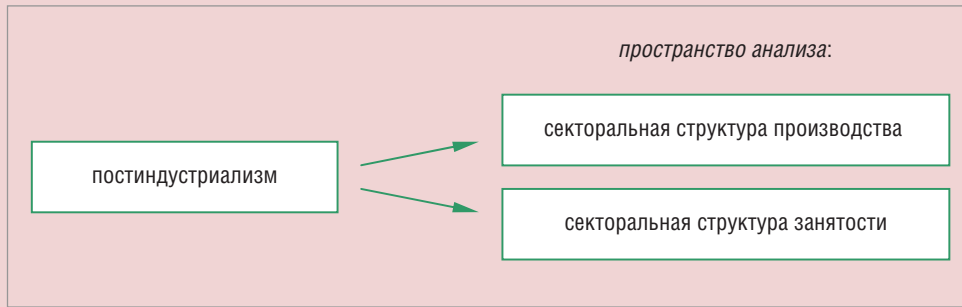 пространство анализа:
секторальная структура производства
постиндустриализм
секторальная структура занятости